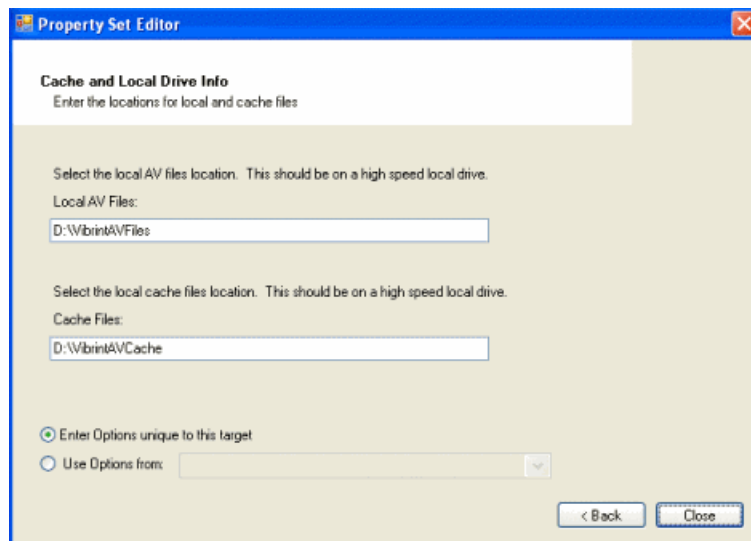 Property Set Editor
Cache and Local Drive Info
Enter the locations for local and cache files
Select the local AV files location. This should be on a high speed local drive.
Local AV Files:
D:\VibrintAVFiles
Select the local cache files location. This should be on a high speed local drive.
Cache Files:
D:\VibrintAVCache
Enter Options unique to this target
Use Options from:
< Back Close